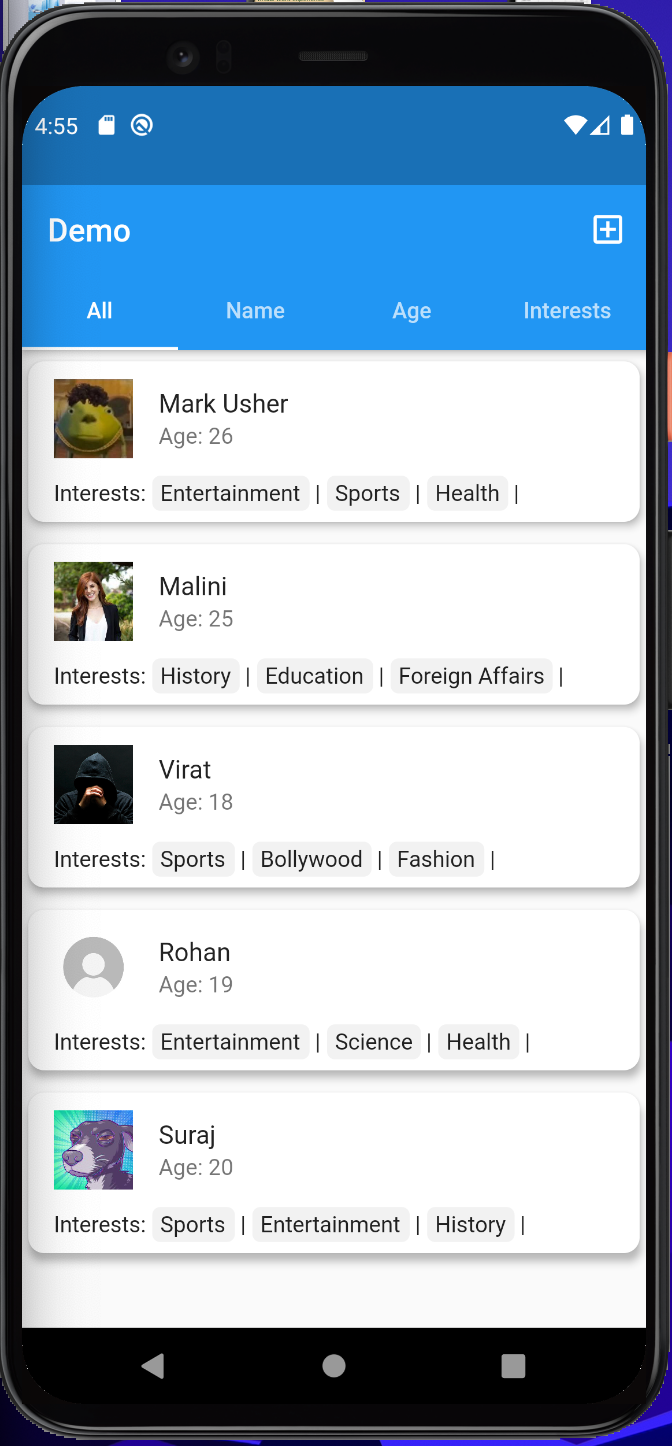 4:55
Demo
All Name Age Interests
Mark Usher
Age: 26
Interests: Entertainment | Sports | Health |
Malini
Age: 25
Interests: History | Education | Foreign Affairs |
Virat
Age: 18
Interests: Sports | Bollywood | Fashion |
Rohan
Age: 19
Interests: Entertainment | Science | Health |
Suraj
Age: 20
Interests: Sports | Entertainment | History |